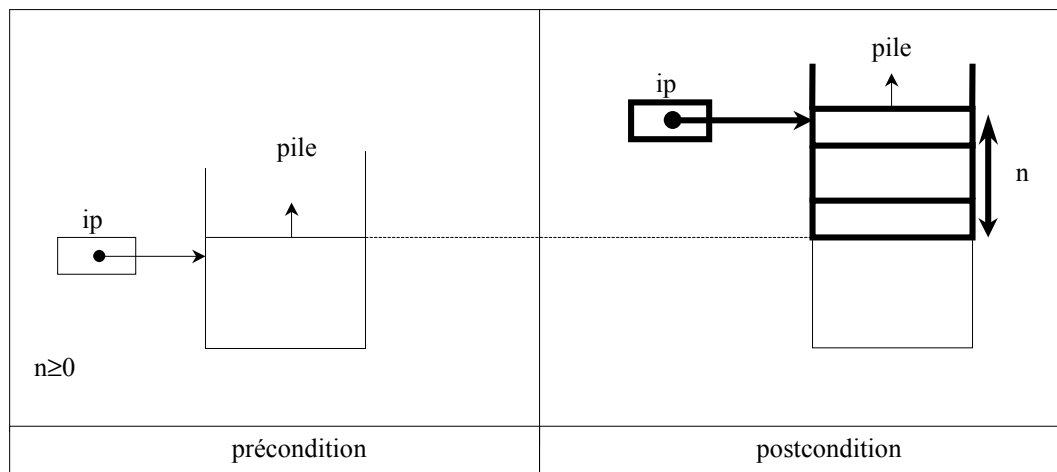 pile
ip
n≥0
précondition
pile
ip
n
postcondition